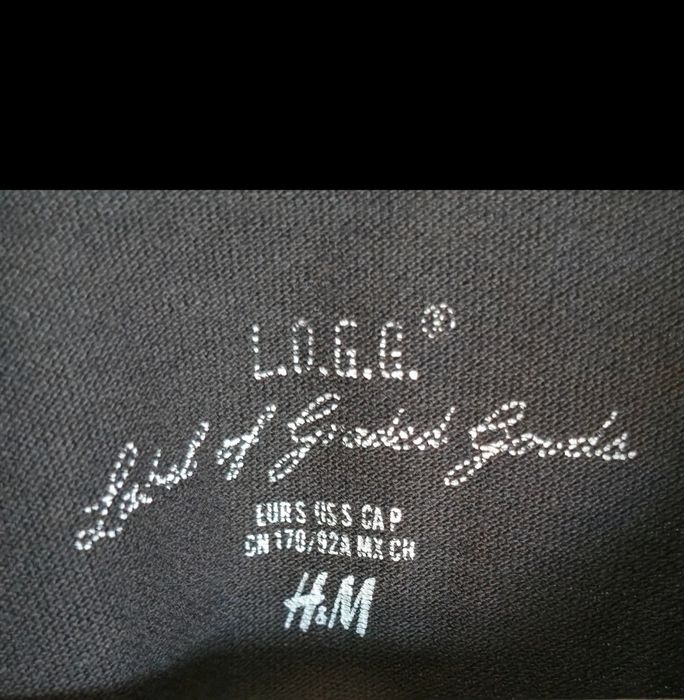 L.O.G.G.®
Label of Graded Goods
EUR S US S CA P
CN 170/92A MX CH
H&M